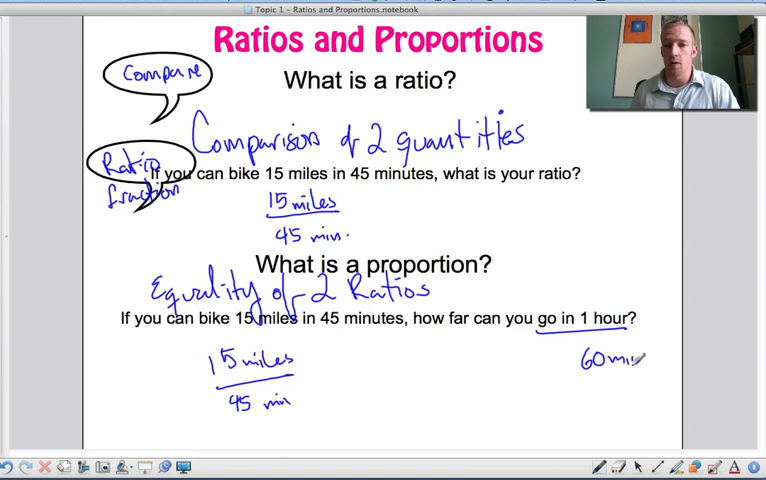 Topic 1 – Ratios and Proportions.notebook
Ratios and Proportions
Compare
What is a ratio?
Comparison of 2 quantities
Ratio
fraction
If you can bike 15 miles in 45 minutes, what is your ratio?
15 miles
45 min.
What is a proportion?
Equality of 2 Ratios
If you can bike 15 miles in 45 minutes, how far can you go in 1 hour?
15 miles
45 min
60 min